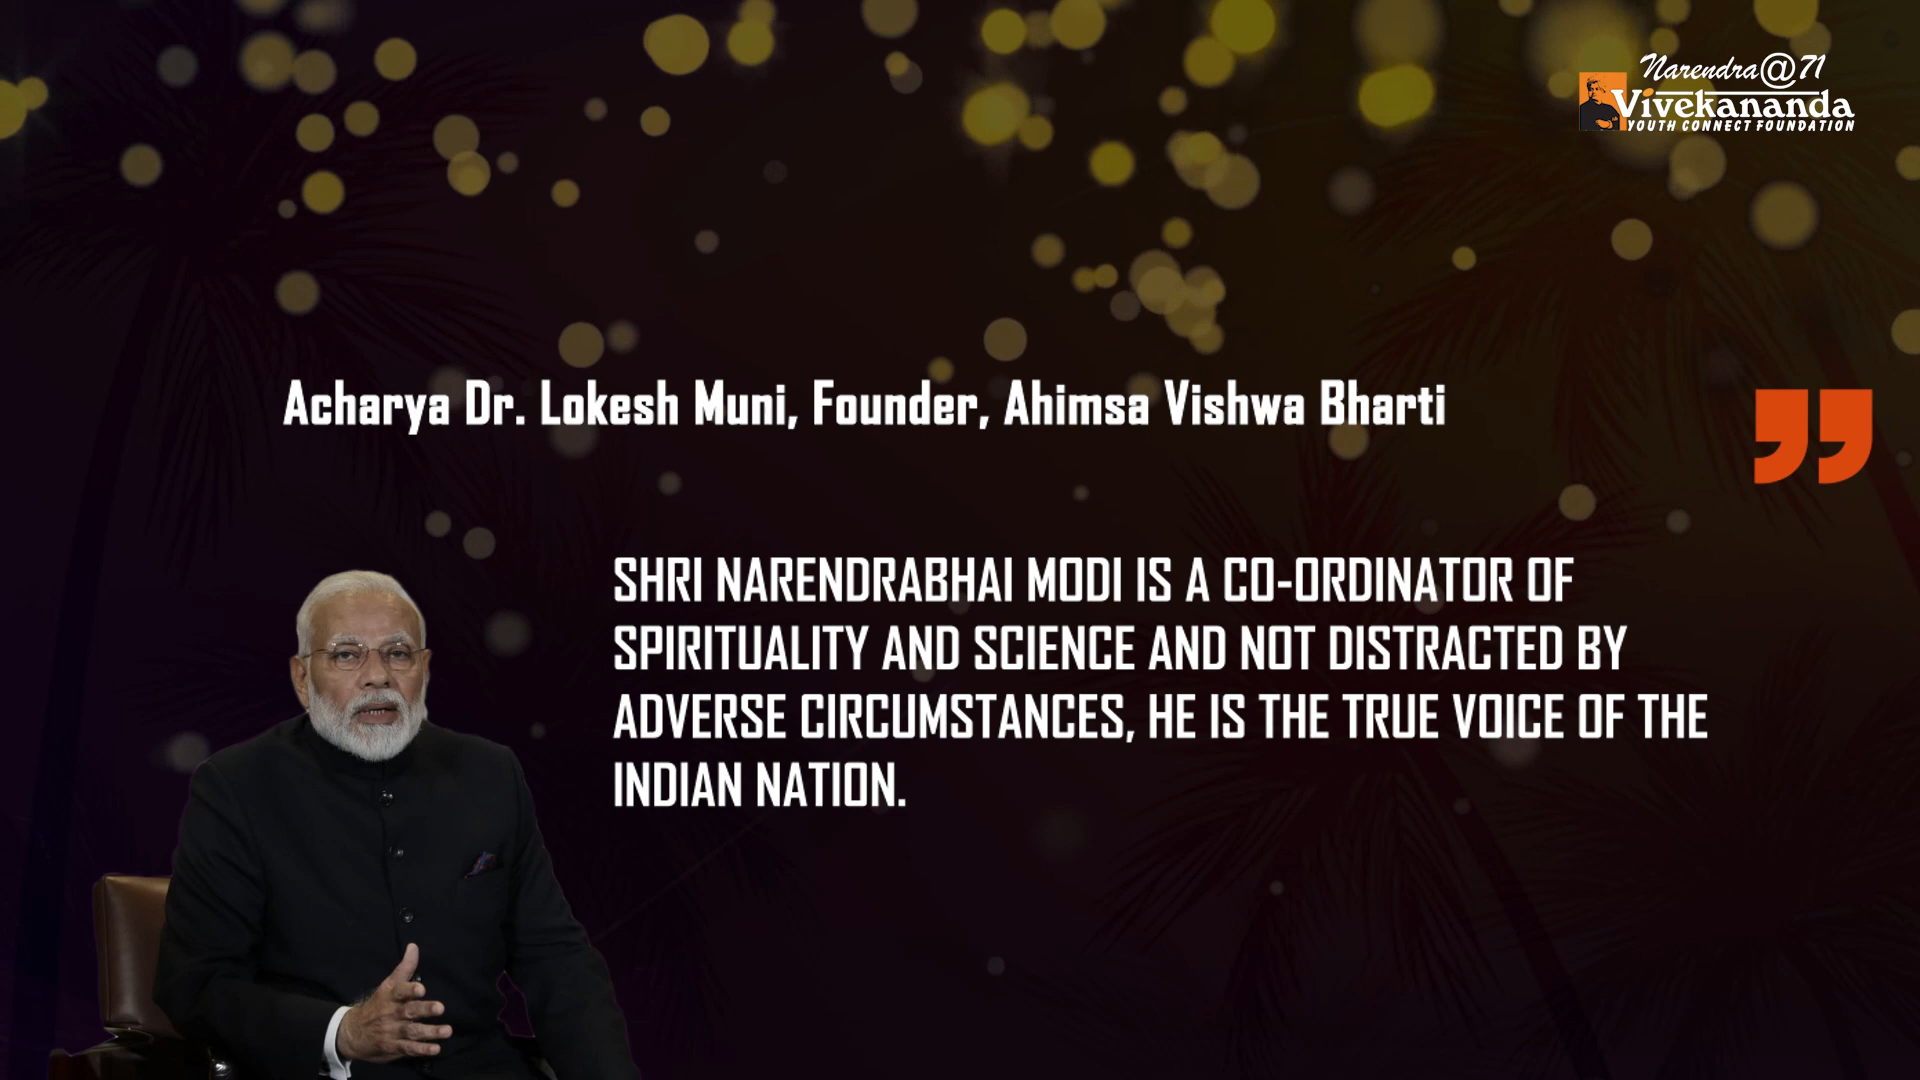 Narendra@71
Vivekananda
YOUTH CONNECT FOUNDATION
Acharya Dr. Lokesh Muni, Founder, Ahimsa Vishwa Bharti
”
SHRI NARENDRABHAI MODI IS A CO-ORDINATOR OF
SPIRITUALITY AND SCIENCE AND NOT DISTRACTED BY
ADVERSE CIRCUMSTANCES, HE IS THE TRUE VOICE OF THE
INDIAN NATION.